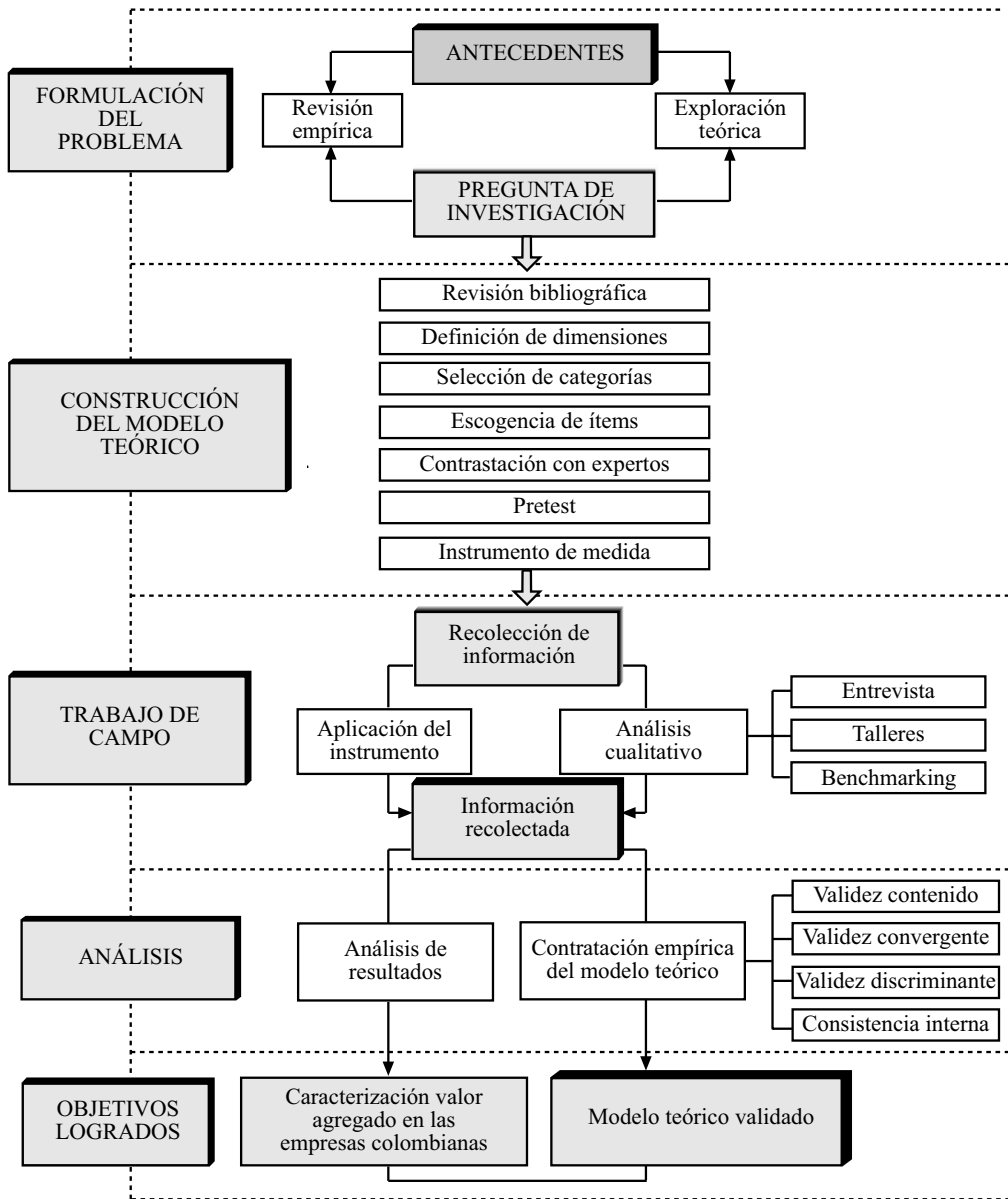 ANTECEDENTES
FORMULACIÓN
DEL
PROBLEMA
Revisión
empírica
Exploración
teórica
PREGUNTA DE
INVESTIGACIÓN
Revisión bibliográfica
Definición de dimensiones
Selección de categorías
CONSTRUCCIÓN
DEL MODELO
TEÓRICO
Escogencia de ítems
Contrastación con expertos
Pretest
Instrumento de medida
Recolección de
información
TRABAJO DE
CAMPO
Aplicación del
instrumento
Análisis
cualitativo
Entrevista
Talleres
Benchmarking
Información
recolectada
ANÁLISIS
Análisis de
resultados
Contratación empírica
del modelo teórico
Validez contenido
Validez convergente
Validez discriminante
Consistencia interna
OBJETIVOS
LOGRADOS
Caracterización valor
agregado en las
empresas colombianas
Modelo teórico validado